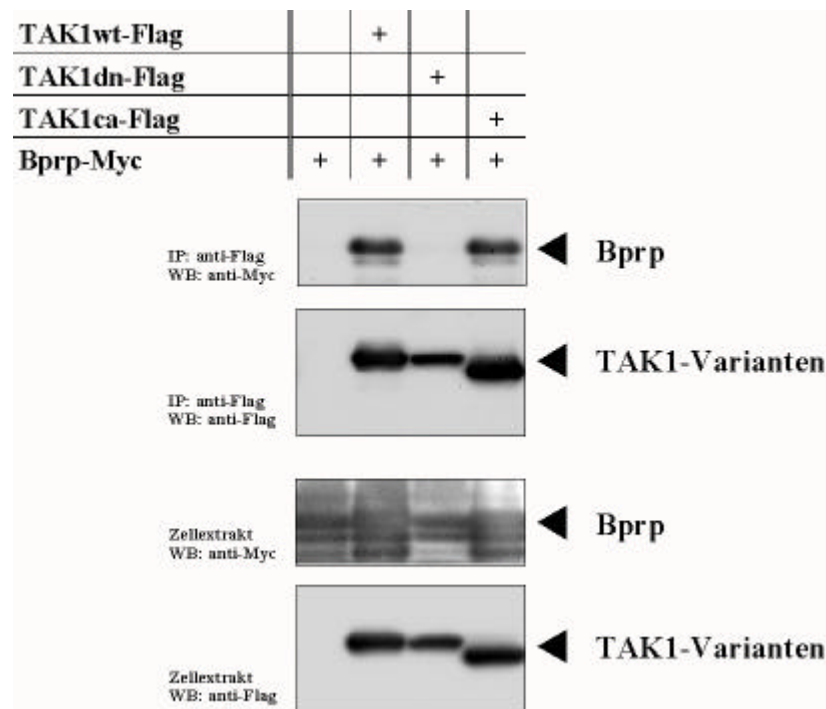 TAK1wt-Flag +
TAK1dn-Flag +
TAK1ca-Flag +
Bprp-Myc + + + +
IP: anti-Flag
WB: anti-Myc
Bprp
IP: anti-Flag
WB: anti-Flag
TAK1-Varianten
Zellextrakt
WB: anti-Myc
Bprp
Zellextrakt
WB: anti-Flag
TAK1-Varianten